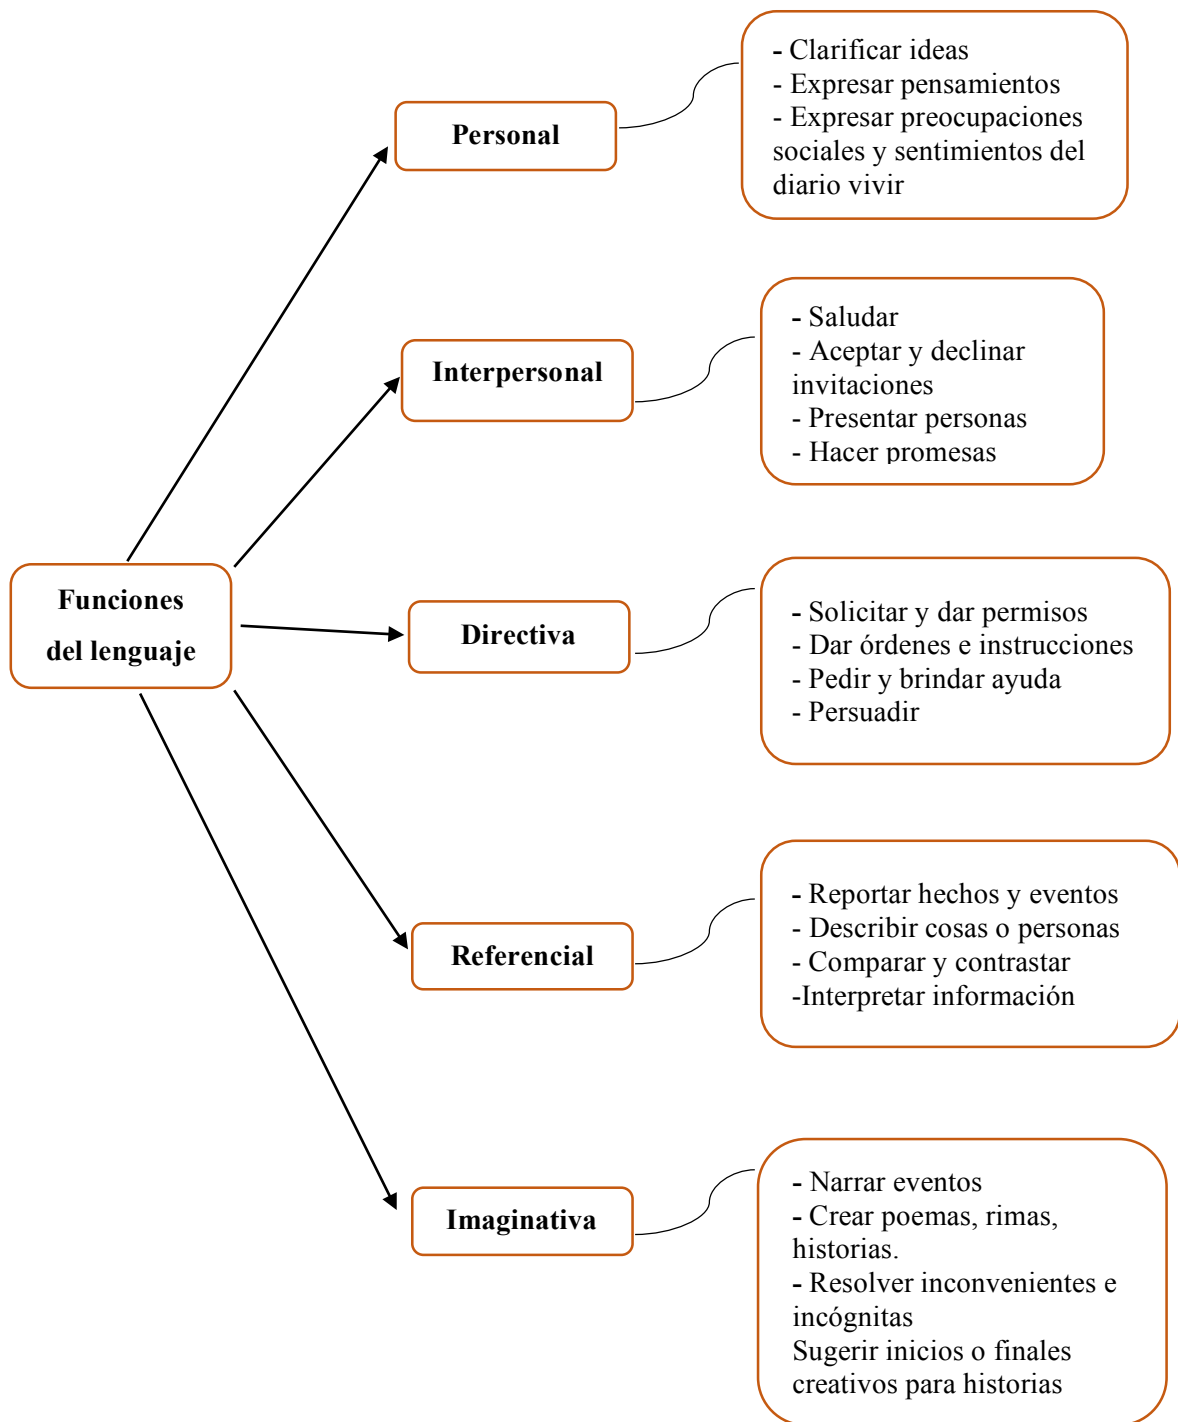 Funciones
del lenguaje
Personal
- Clarificar ideas
- Expresar pensamientos
- Expresar preocupaciones
sociales y sentimientos del
diario vivir
Interpersonal
- Saludar
- Aceptar y declinar
invitaciones
- Presentar personas
- Hacer promesas
Directiva
- Solicitar y dar permisos
- Dar órdenes e instrucciones
- Pedir y brindar ayuda
- Persuadir
Referencial
- Reportar hechos y eventos
- Describir cosas o personas
- Comparar y contrastar
-Interpretar información
Imaginativa
- Narrar eventos
- Crear poemas, rimas,
historias.
- Resolver inconvenientes e
incógnitas
Sugerir inicios o finales
creativos para historias